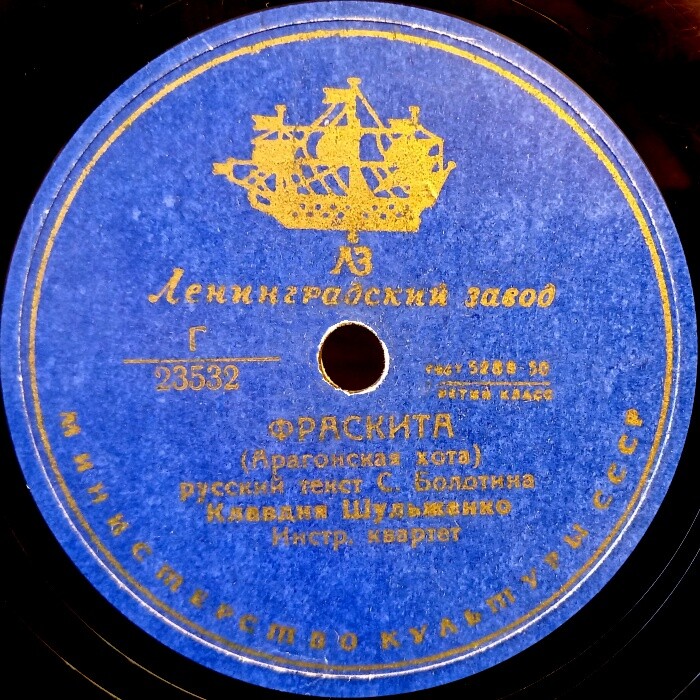 ЛЗ
Ленинградский завод
Г
23532
ГОСТ 5289-50
ФРАСКИТА
(Арагонская хота)
русский текст С. Болотина
Клавдия Шульженко
Инстр. квартет
МИНИСТЕРСТВО КУЛЬТУРЫ СССР